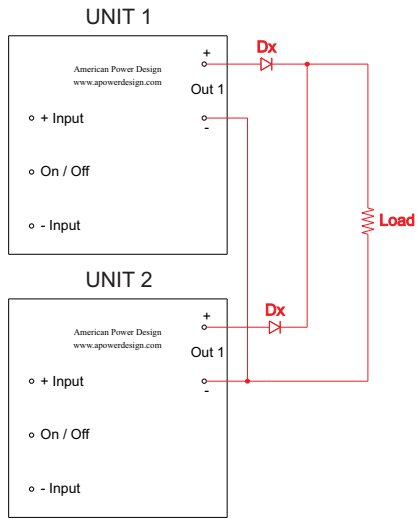 UNIT 1
Dx
+
American Power Design
www.apowerdesign.com
Out 1
+ Input
-
On / Off
Load
- Input
UNIT 2
Dx
+
American Power Design
www.apowerdesign.com
Out 1
+ Input
-
On / Off
- Input